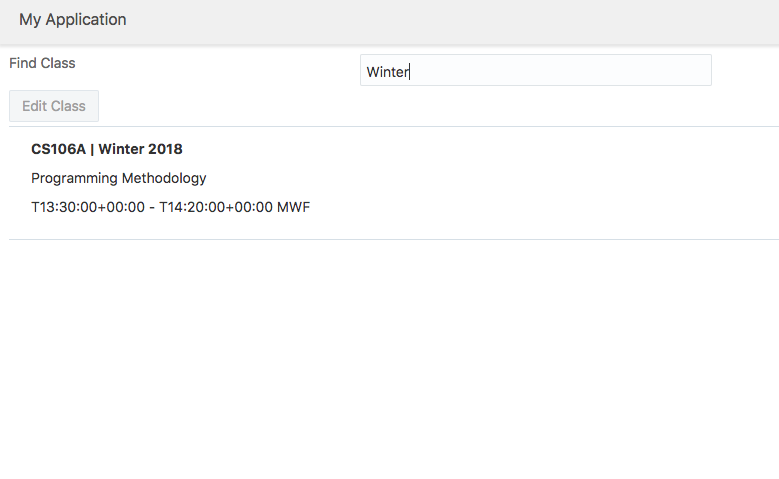 My Application
Find Class
Winter
Edit Class
CS106A | Winter 2018
Programming Methodology
T13:30:00+00:00 - T14:20:00+00:00 MWF